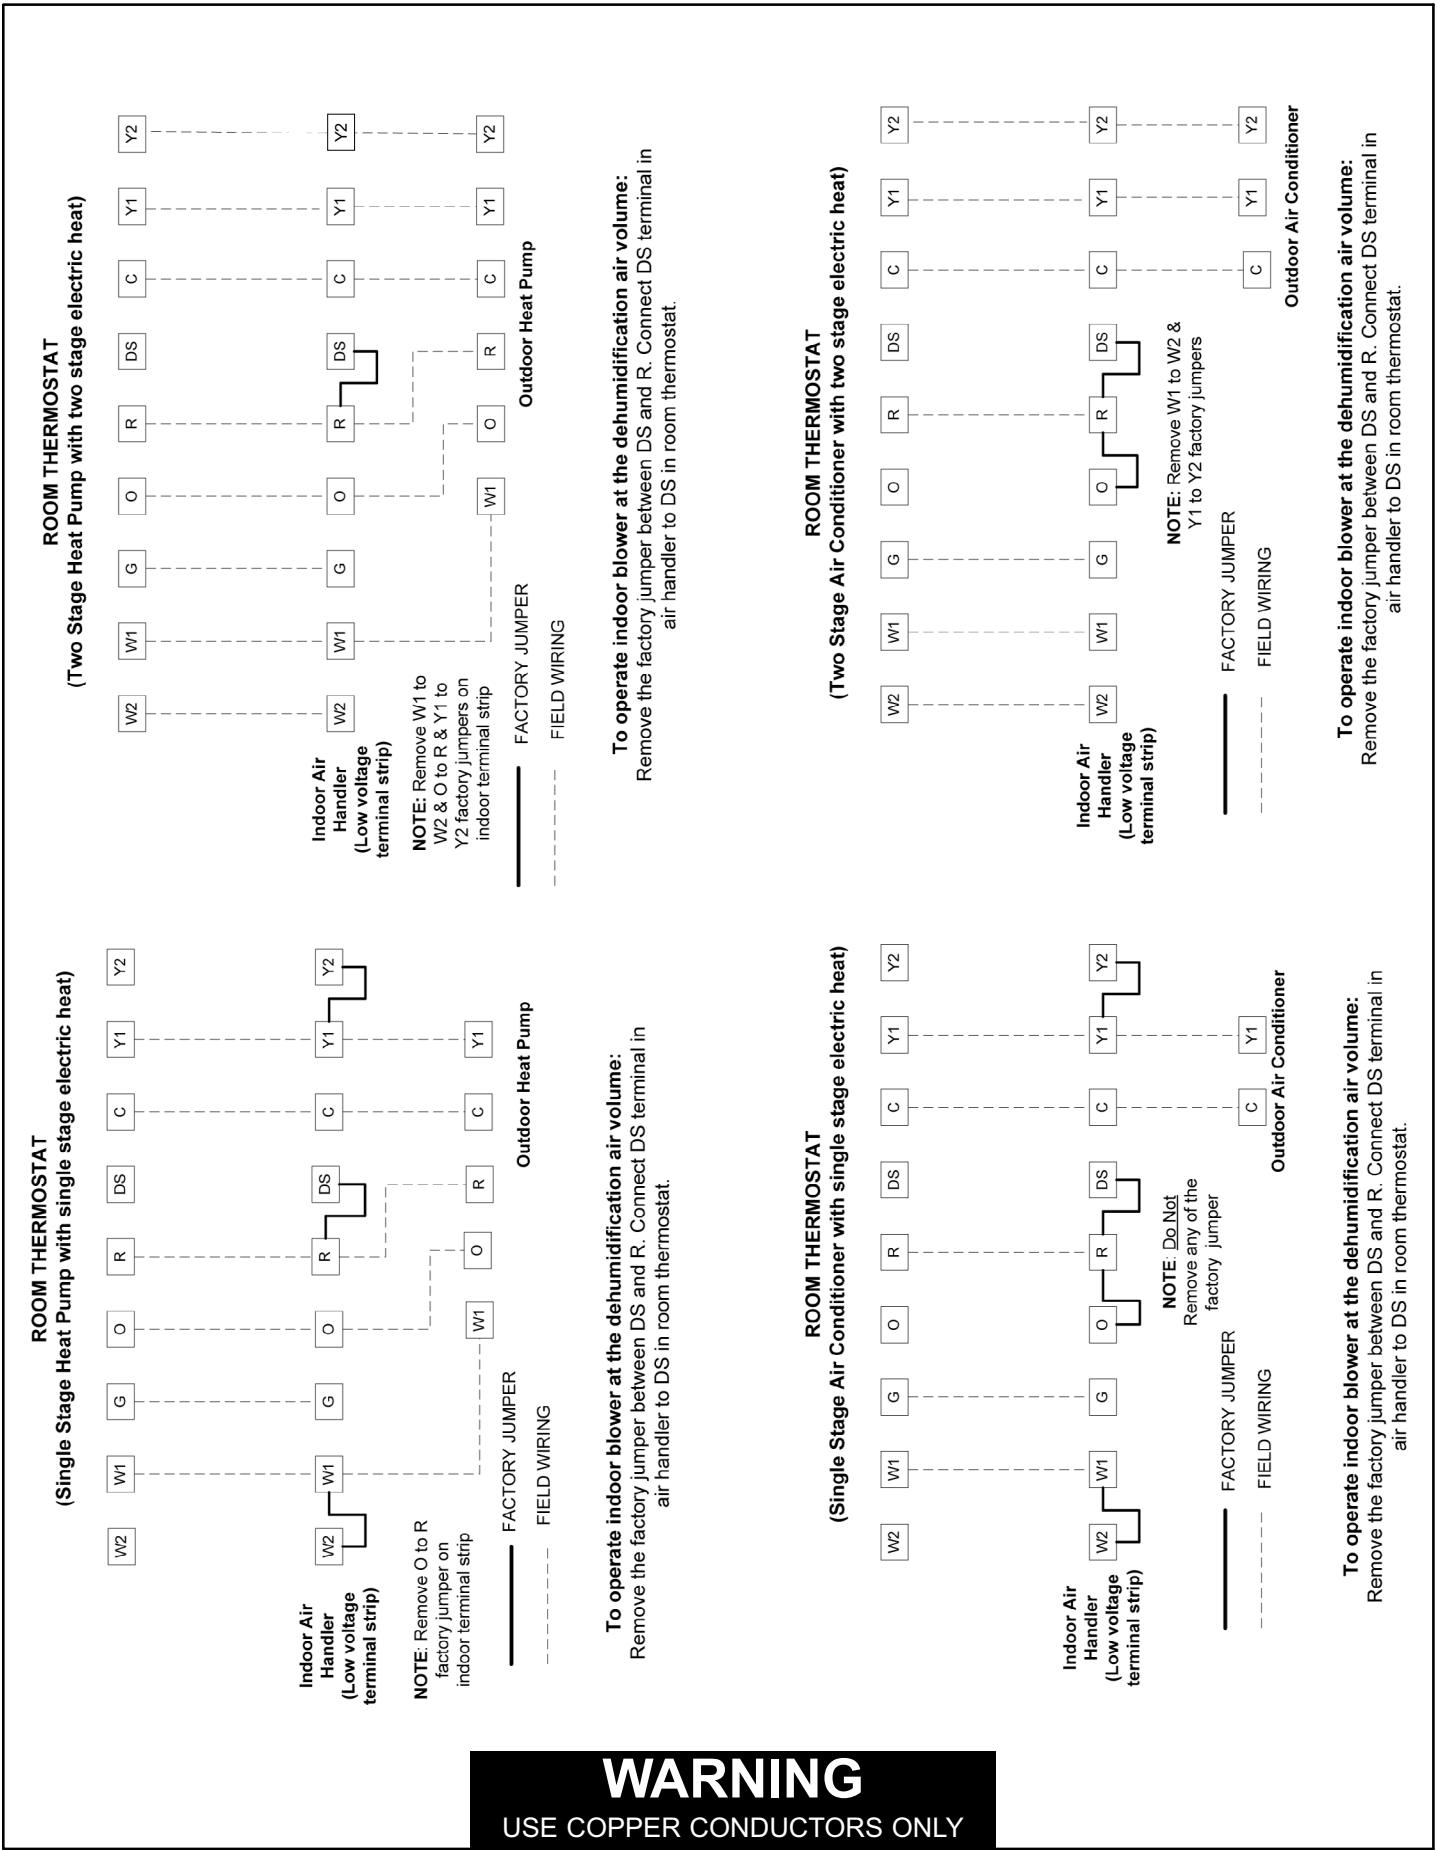 ROOM THERMOSTAT
(Single Stage Heat Pump with single stage electric heat)
W2 W1 G O R DS C Y1 Y2
Indoor Air
Handler
(Low voltage
terminal strip)
W2 W1 G O R DS C Y1 Y2
NOTE: Remove O to R
factory jumper on
indoor terminal strip
W1 O R C Y1
Outdoor Heat Pump
FACTORY JUMPER
FIELD WIRING
To operate indoor blower at the dehumidification air volume:
Remove the factory jumper between DS and R. Connect DS terminal in
air handler to DS in room thermostat.
ROOM THERMOSTAT
(Two Stage Heat Pump with two stage electric heat)
W2 W1 G O R DS C Y1 Y2
Indoor Air
Handler
(Low voltage
terminal strip)
W2 W1 G O R DS C Y1 Y2
NOTE: Remove W1 to
W2 & O to R & Y1 to
Y2 factory jumpers on
indoor terminal strip
W1 O R C Y1 Y2
Outdoor Heat Pump
FACTORY JUMPER
FIELD WIRING
To operate indoor blower at the dehumidification air volume:
Remove the factory jumper between DS and R. Connect DS terminal in
air handler to DS in room thermostat.
ROOM THERMOSTAT
(Single Stage Air Conditioner with single stage electric heat)
W2 W1 G O R DS C Y1 Y2
Indoor Air
Handler
(Low voltage
terminal strip)
W2 W1 G O R DS C Y1 Y2
NOTE: Do Not
Remove any of the
factory jumper
C Y1
Outdoor Air Conditioner
FACTORY JUMPER
FIELD WIRING
To operate indoor blower at the dehumidification air volume:
Remove the factory jumper between DS and R. Connect DS terminal in
air handler to DS in room thermostat.
ROOM THERMOSTAT
(Two Stage Air Conditioner with two stage electric heat)
W2 W1 G O R DS C Y1 Y2
Indoor Air
Handler
(Low voltage
terminal strip)
W2 W1 G O R DS C Y1 Y2
NOTE: Remove W1 to W2 &
Y1 to Y2 factory jumpers
C Y1 Y2
Outdoor Air Conditioner
FACTORY JUMPER
FIELD WIRING
To operate indoor blower at the dehumidification air volume:
Remove the factory jumper between DS and R. Connect DS terminal in
air handler to DS in room thermostat.
WARNING
USE COPPER CONDUCTORS ONLY